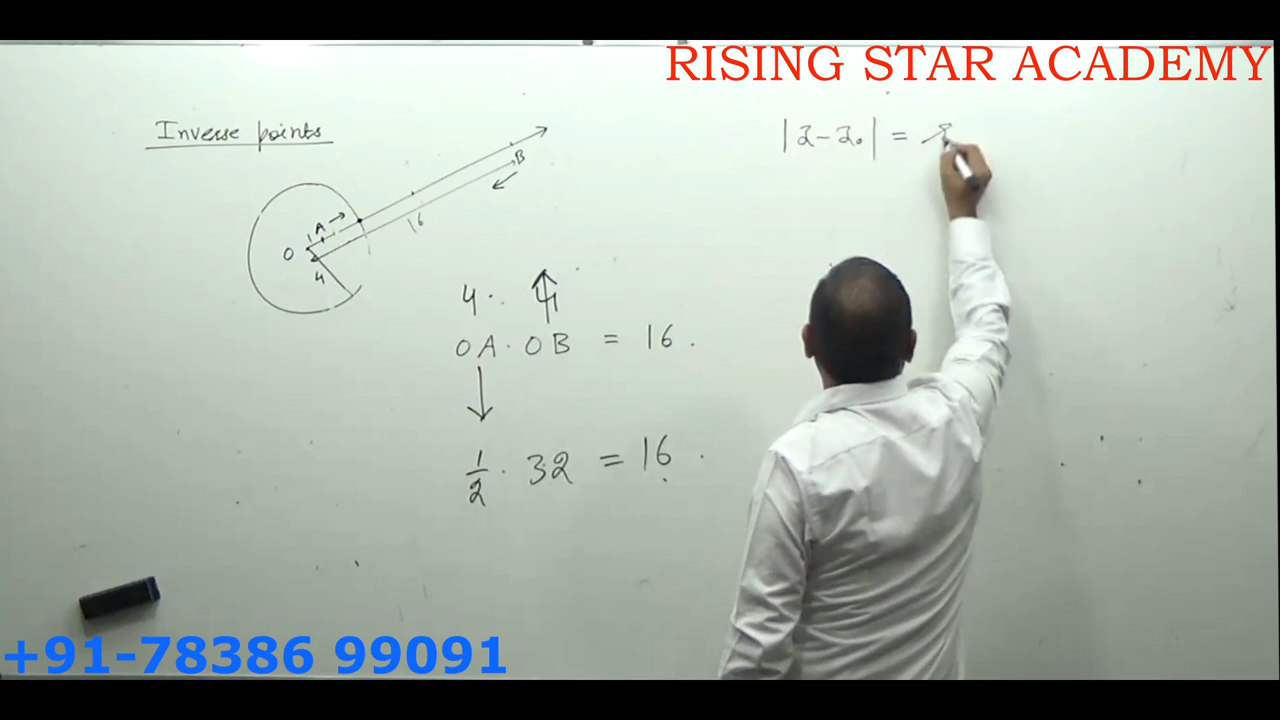 RISING STAR ACADEMY
Inverse points
|z-z₀| = r
B
A
1
16
O
4
4 . 4
OA . OB = 16 .
1/2 . 32 = 16 .
+91-78386 99091